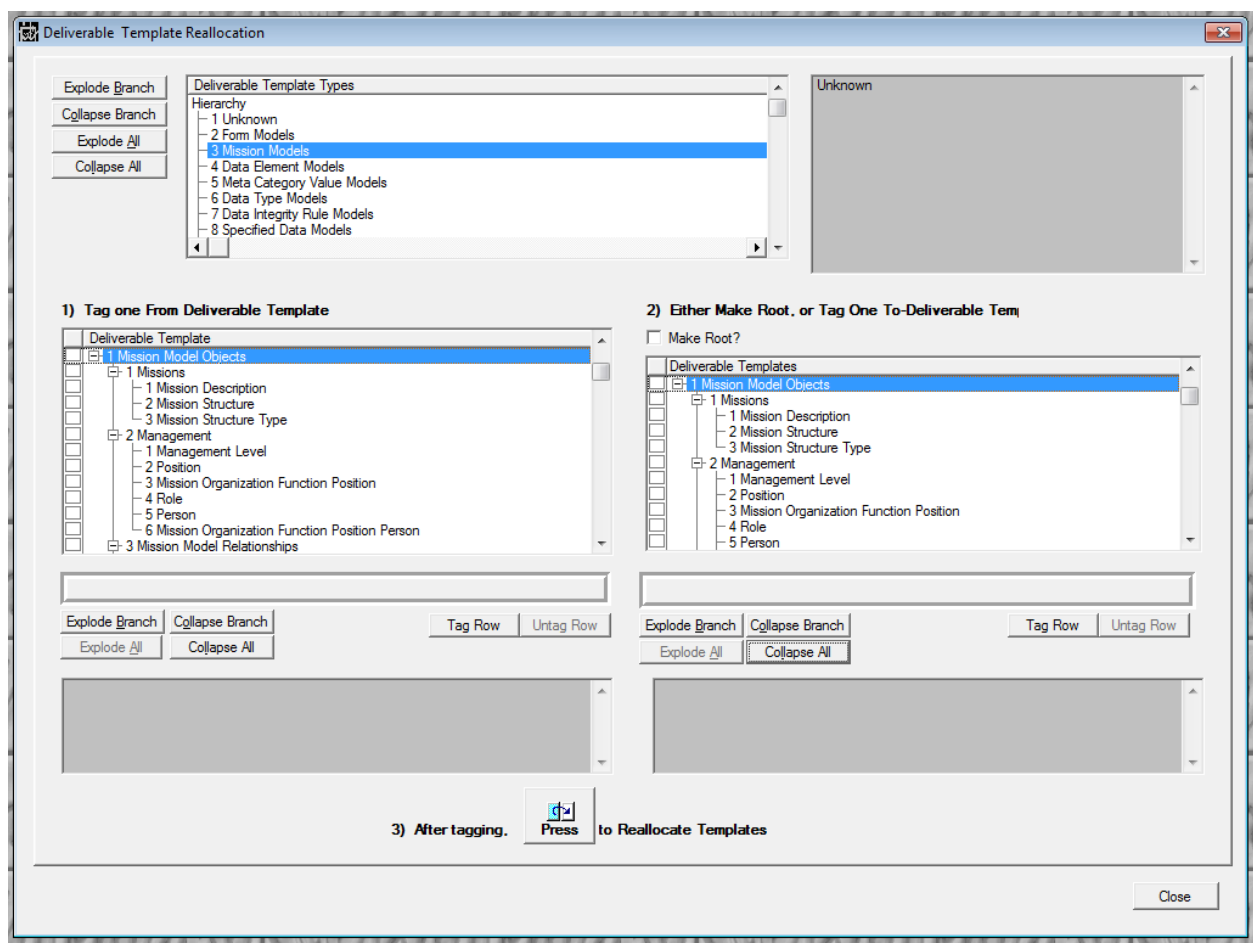 Deliverable Template Reallocation
Explode Branch
Collapse Branch
Explode All
Collapse All
Deliverable Template Types
Hierarchy
1 Unknown
2 Form Models
3 Mission Models
4 Data Element Models
5 Meta Category Value Models
6 Data Type Models
7 Data Integrity Rule Models
8 Specified Data Models
Unknown
1) Tag one From Deliverable Template
Deliverable Template
1 Mission Model Objects
1 Missions
1 Mission Description
2 Mission Structure
3 Mission Structure Type
2 Management
1 Management Level
2 Position
3 Mission Organization Function Position
4 Role
5 Person
6 Mission Organization Function Position Person
3 Mission Model Relationships
Explode Branch Collapse Branch
Explode All Collapse All
Tag Row Untag Row
2) Either Make Root, or Tag One To-Deliverable Tem
Make Root?
Deliverable Templates
1 Mission Model Objects
1 Missions
1 Mission Description
2 Mission Structure
3 Mission Structure Type
2 Management
1 Management Level
2 Position
3 Mission Organization Function Position
4 Role
5 Person
Explode Branch Collapse Branch
Explode All Collapse All
Tag Row Untag Row
3) After tagging, Press to Reallocate Templates
Close